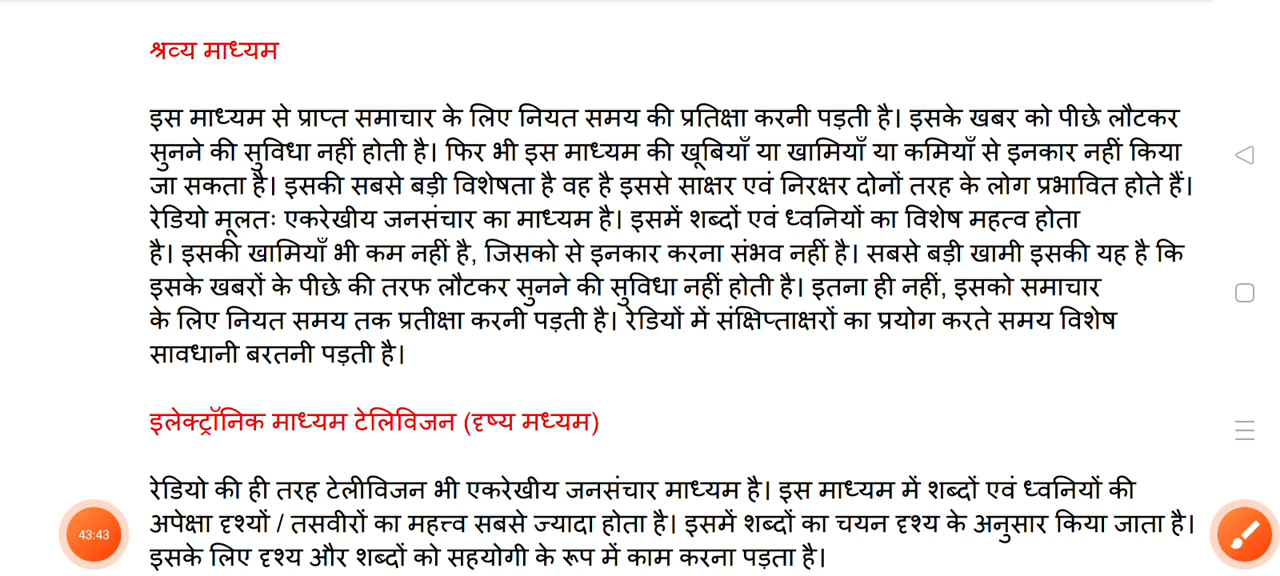 श्रव्य माध्यम
इस माध्यम से प्राप्त समाचार के लिए नियत समय की प्रतिक्षा करनी पड़ती है। इसके खबर को पीछे लौटकर
सुनने की सुविधा नहीं होती है। फिर भी इस माध्यम की खूबियाँ या खामियाँ या कमियाँ से इनकार नहीं किया
जा सकता है। इसकी सबसे बड़ी विशेषता है वह है इससे साक्षर एवं निरक्षर दोनों तरह के लोग प्रभावित होते हैं।
रेडियो मूलतः एकरेखीय जनसंचार का माध्यम है। इसमें शब्दों एवं ध्वनियों का विशेष महत्व होता
है। इसकी खामियाँ भी कम नहीं है, जिसको से इनकार करना संभव नहीं है। सबसे बड़ी खामी इसकी यह है कि
इसके खबरों के पीछे की तरफ लौटकर सुनने की सुविधा नहीं होती है। इतना ही नहीं, इसको समाचार
के लिए नियत समय तक प्रतीक्षा करनी पड़ती है। रेडियों में संक्षिप्ताक्षरों का प्रयोग करते समय विशेष
सावधानी बरतनी पड़ती है।
इलेक्ट्रॉनिक माध्यम टेलिविजन (दृष्य मध्यम)
रेडियो की ही तरह टेलीविजन भी एकरेखीय जनसंचार माध्यम है। इस माध्यम में शब्दों एवं ध्वनियों की
अपेक्षा दृश्यों / तसवीरों का महत्त्व सबसे ज्यादा होता है। इसमें शब्दों का चयन दृश्य के अनुसार किया जाता है।
इसके लिए दृश्य और शब्दों को सहयोगी के रूप में काम करना पड़ता है।
43:43